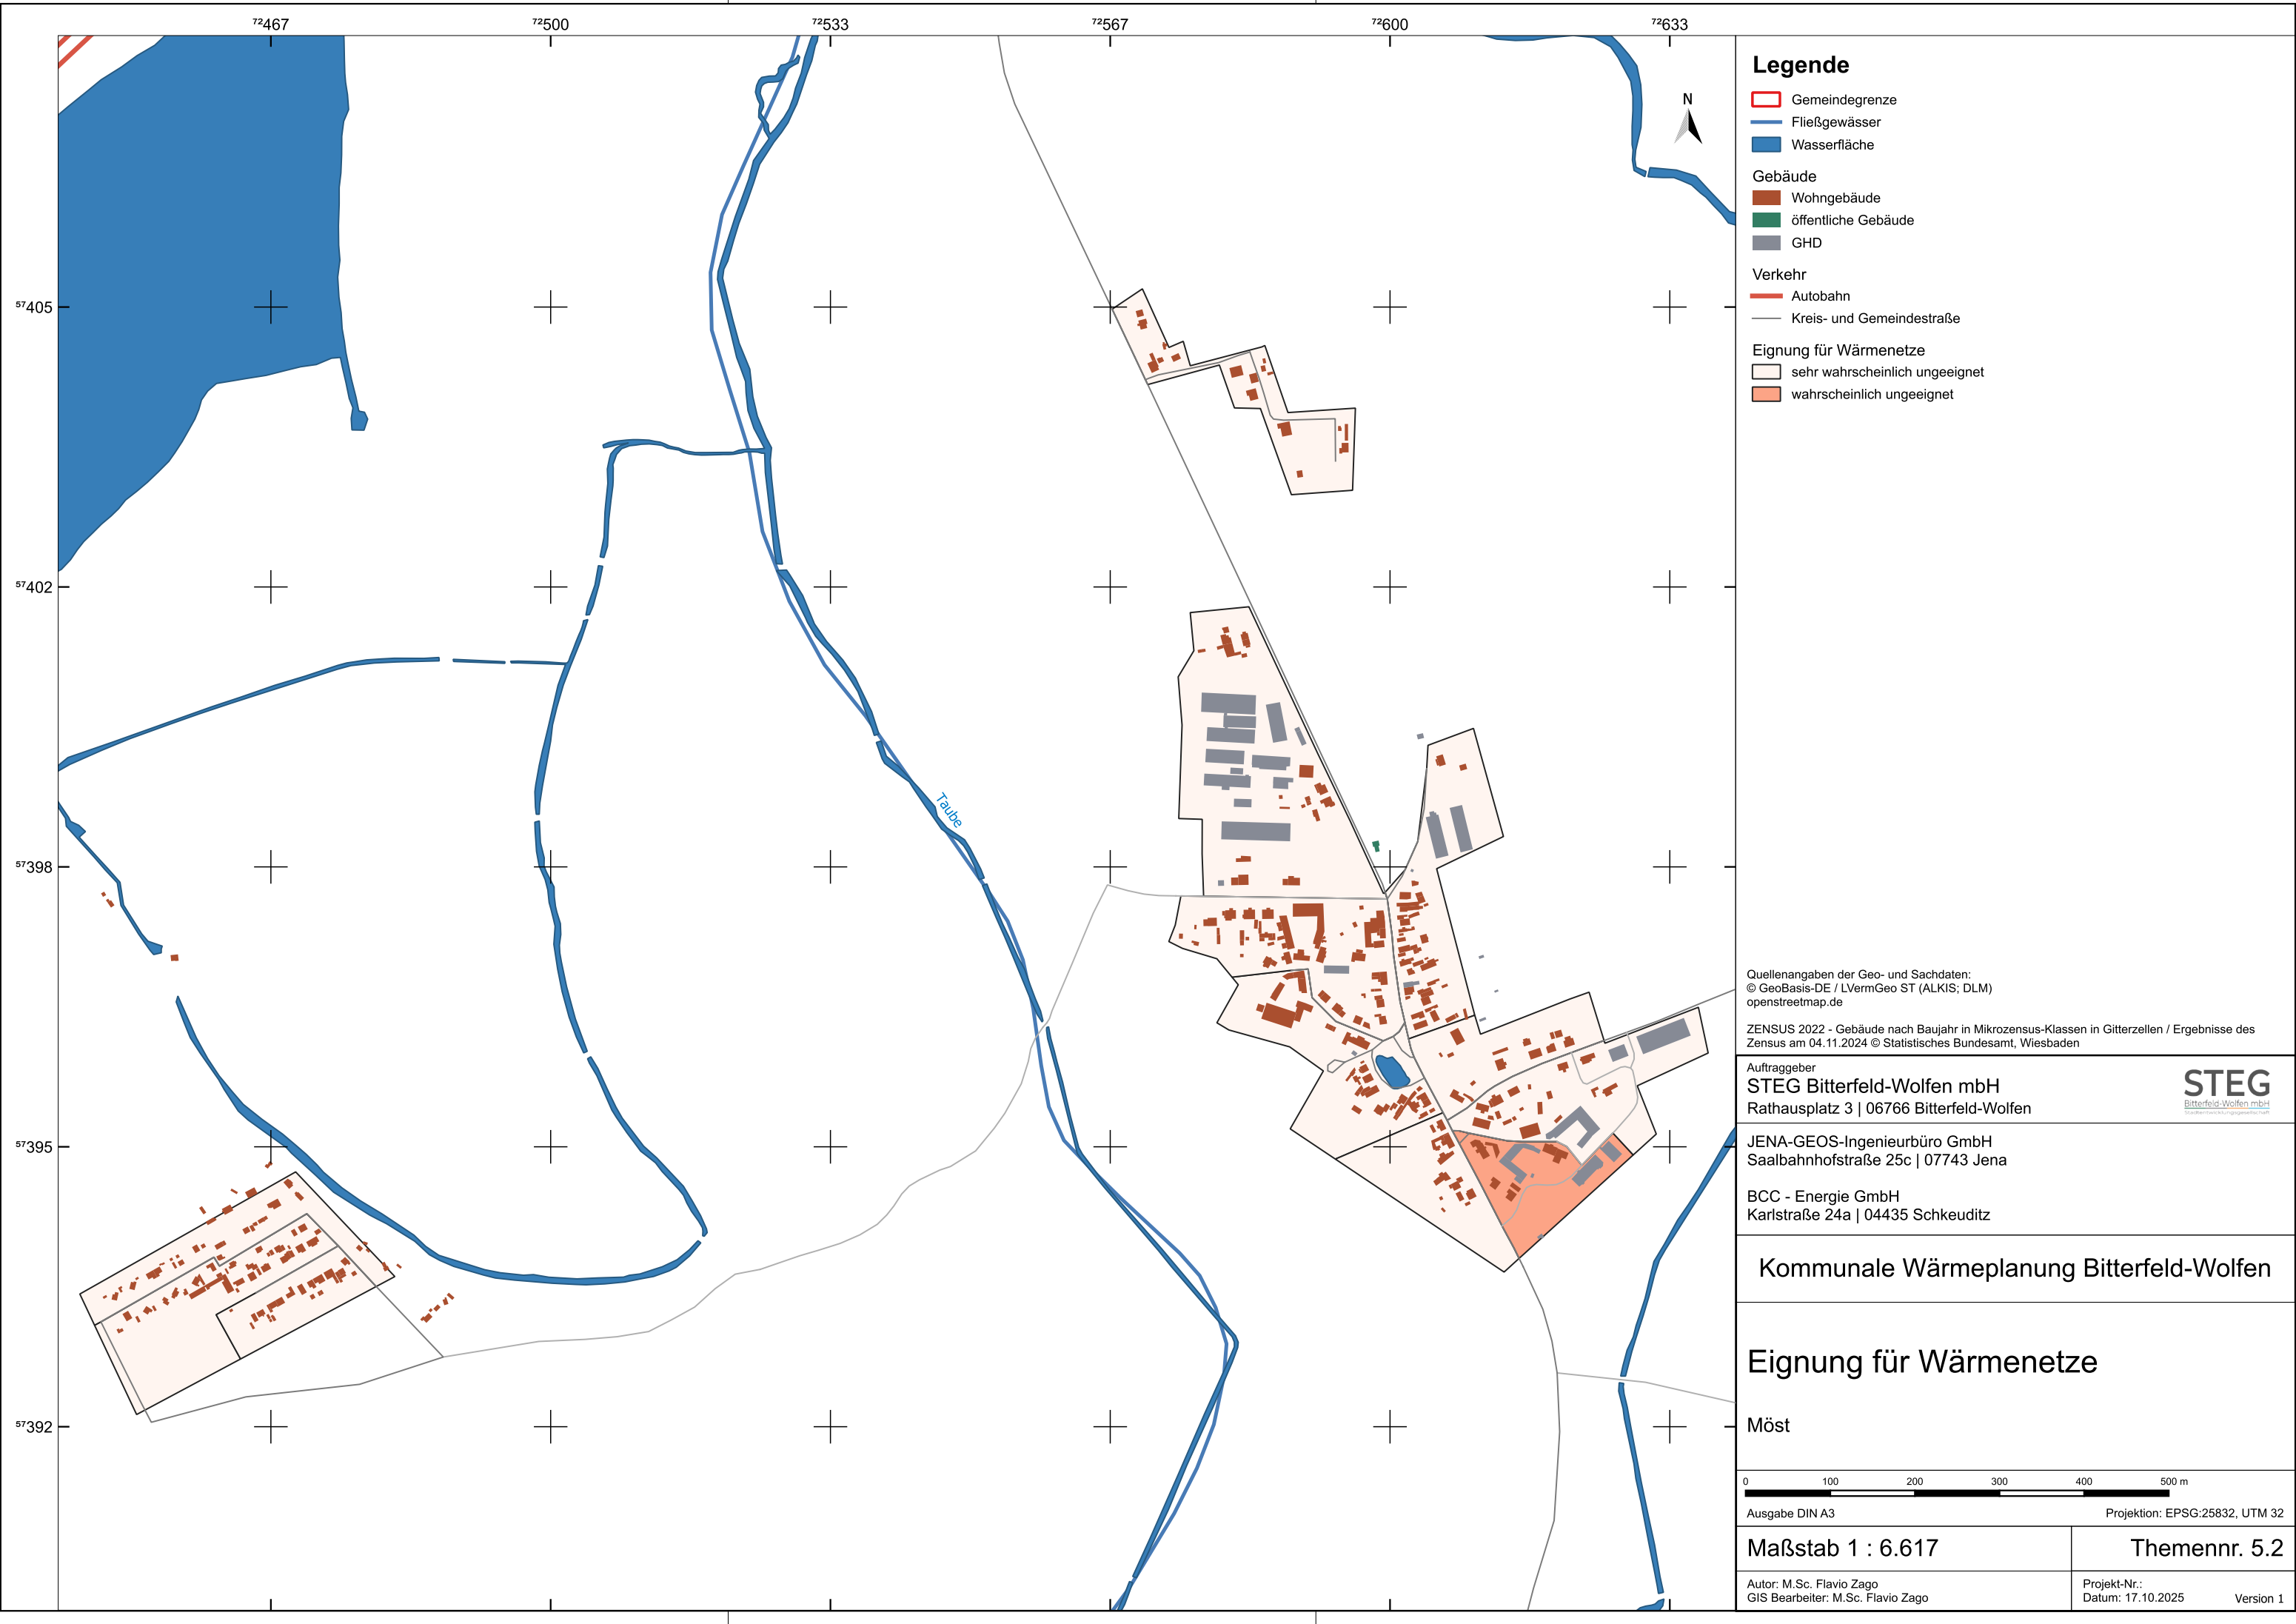 72467 72500 72533 72567 72600 72633
57405
57402
57398
57395
57392
Taube
N
Legende
Gemeindegrenze
Fließgewässer
Wasserfläche
Gebäude
Wohngebäude
öffentliche Gebäude
GHD
Verkehr
Autobahn
Kreis- und Gemeindestraße
Eignung für Wärmenetze
sehr wahrscheinlich ungeeignet
wahrscheinlich ungeeignet
Quellenangaben der Geo- und Sachdaten:
© GeoBasis-DE / LVermGeo ST (ALKIS; DLM)
openstreetmap.de
ZENSUS 2022 - Gebäude nach Baujahr in Mikrozensus-Klassen in Gitterzellen / Ergebnisse des
Zensus am 04.11.2024 © Statistisches Bundesamt, Wiesbaden
Auftraggeber
STEG Bitterfeld-Wolfen mbH
Rathausplatz 3 | 06766 Bitterfeld-Wolfen
STEG
Bitterfeld-Wolfen mbH
Stadtentwicklungsgesellschaft
JENA-GEOS-Ingenieurbüro GmbH
Saalbahnhofstraße 25c | 07743 Jena
BCC - Energie GmbH
Karlstraße 24a | 04435 Schkeuditz
Kommunale Wärmeplanung Bitterfeld-Wolfen
Eignung für Wärmenetze
Möst
0 100 200 300 400 500 m
Ausgabe DIN A3 Projektion: EPSG:25832, UTM 32
Maßstab 1 : 6.617 Themennr. 5.2
Autor: M.Sc. Flavio Zago
GIS Bearbeiter: M.Sc. Flavio Zago
Projekt-Nr.:
Datum: 17.10.2025 Version 1